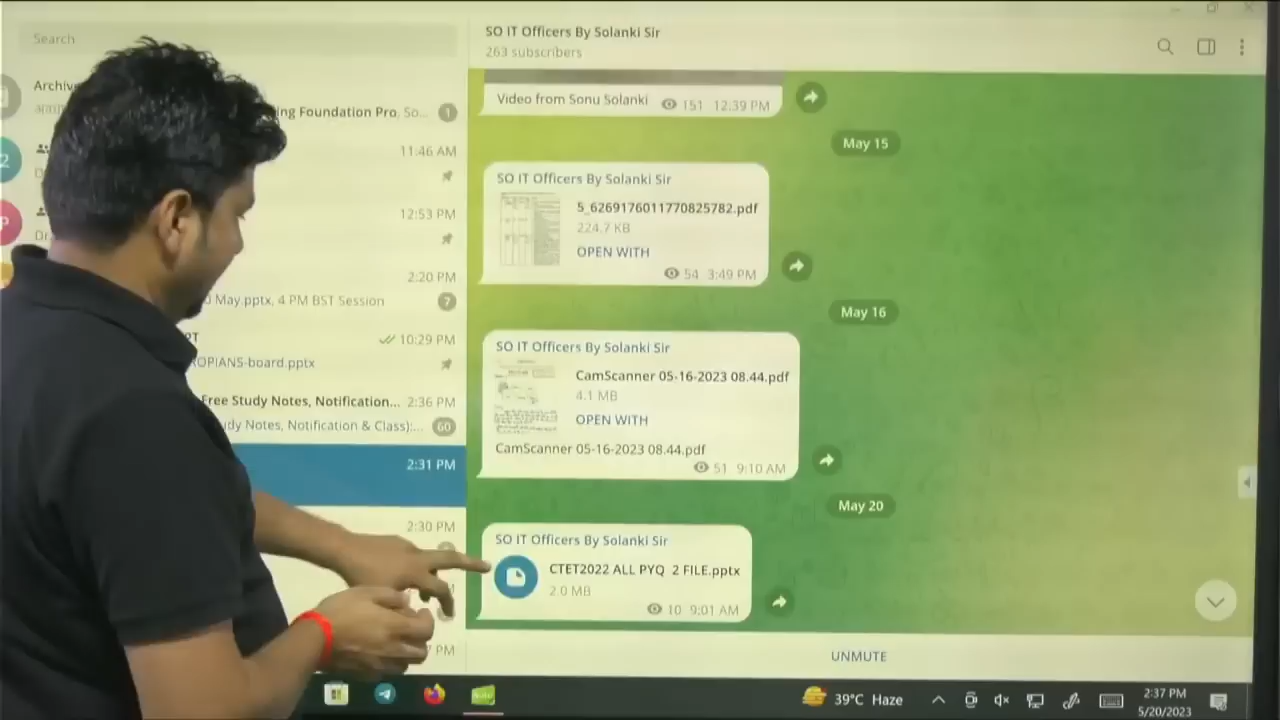 Search
Archive
ing Foundation Pro, So... 1
11:46 AM
12:53 PM
2:20 PM
May.pptx, 4 PM BST Session 7
10:29 PM
OPIANS-board.pptx
Free Study Notes, Notification... 2:36 PM
udy Notes, Notification & Class):... 60
2:31 PM
2:30 PM
PM
SO IT Officers By Solanki Sir
263 subscribers
Video from Sonu Solanki 151 12:39 PM
May 15
SO IT Officers By Solanki Sir
5_6269176011770825782.pdf
224.7 KB
OPEN WITH
54 3:49 PM
May 16
SO IT Officers By Solanki Sir
CamScanner 05-16-2023 08.44.pdf
4.1 MB
OPEN WITH
CamScanner 05-16-2023 08.44.pdf
51 9:10 AM
May 20
SO IT Officers By Solanki Sir
CTET2022 ALL PYQ 2 FILE.pptx
2.0 MB
10 9:01 AM
UNMUTE
39°C Haze
2:37 PM
5/20/2023